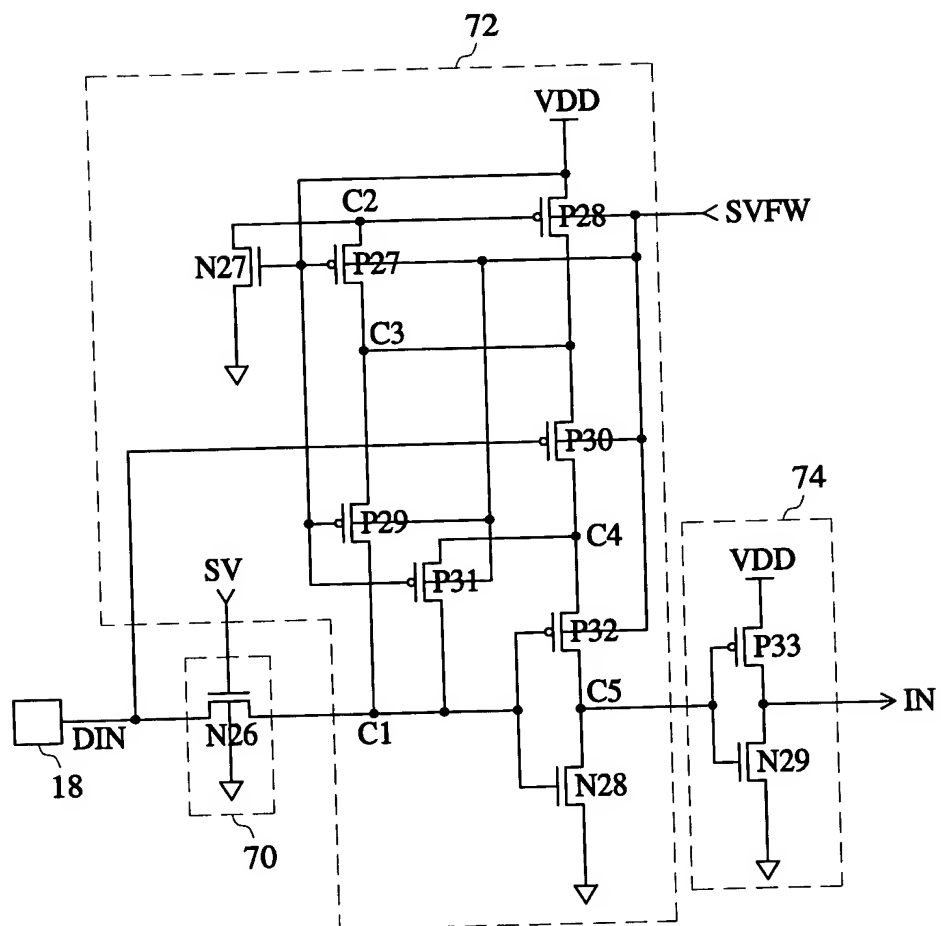 72
VDD
C2
P28
SVFW
N27
P27
C3
P30
74
P29
C4
VDD
SV
P31
P32
P33
C5
IN
DIN
N26
C1
18
N28
N29
70